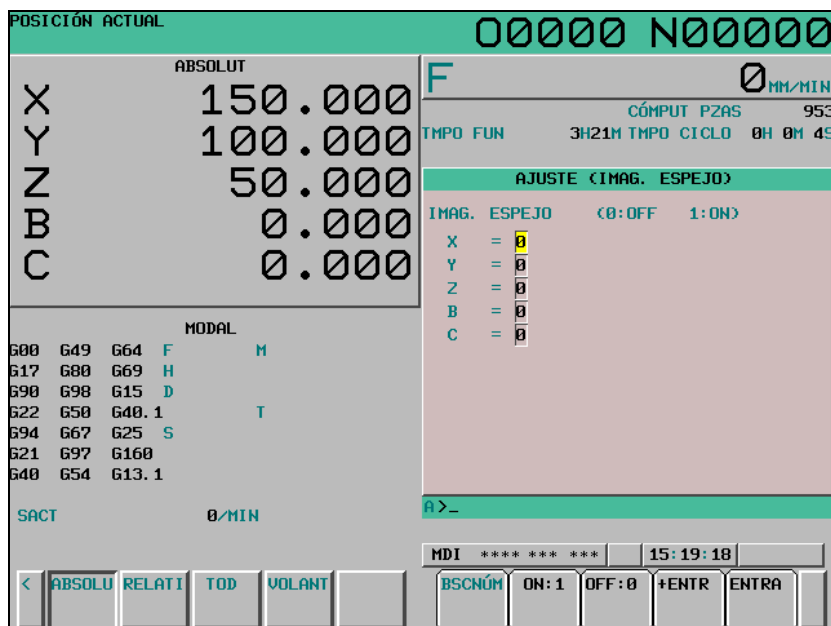 POSICIÓN ACTUAL
O0000 N00000
ABSOLUT
X 150.000
Y 100.000
Z 50.000
B 0.000
C 0.000
F 0 MM/MIN
CÓMPUT PZAS 953
TMPO FUN 3H21M TMPO CICLO 0H 0M 4S
AJUSTE (IMAG. ESPEJO)
IMAG. ESPEJO (0:OFF 1:ON)
X = 0
Y = 0
Z = 0
B = 0
C = 0
MODAL
G00 G49 G64 F M
G17 G80 G69 H
G90 G98 G15 D
G22 G50 G40.1 T
G94 G67 G25 S
G21 G97 G160
G40 G54 G13.1
SACT 0/MIN
A>_
MDI **** *** *** 15:19:18
< ABSOLU RELATI TOD VOLANT
BSCNÚM ON:1 OFF:0 +ENTR ENTRA